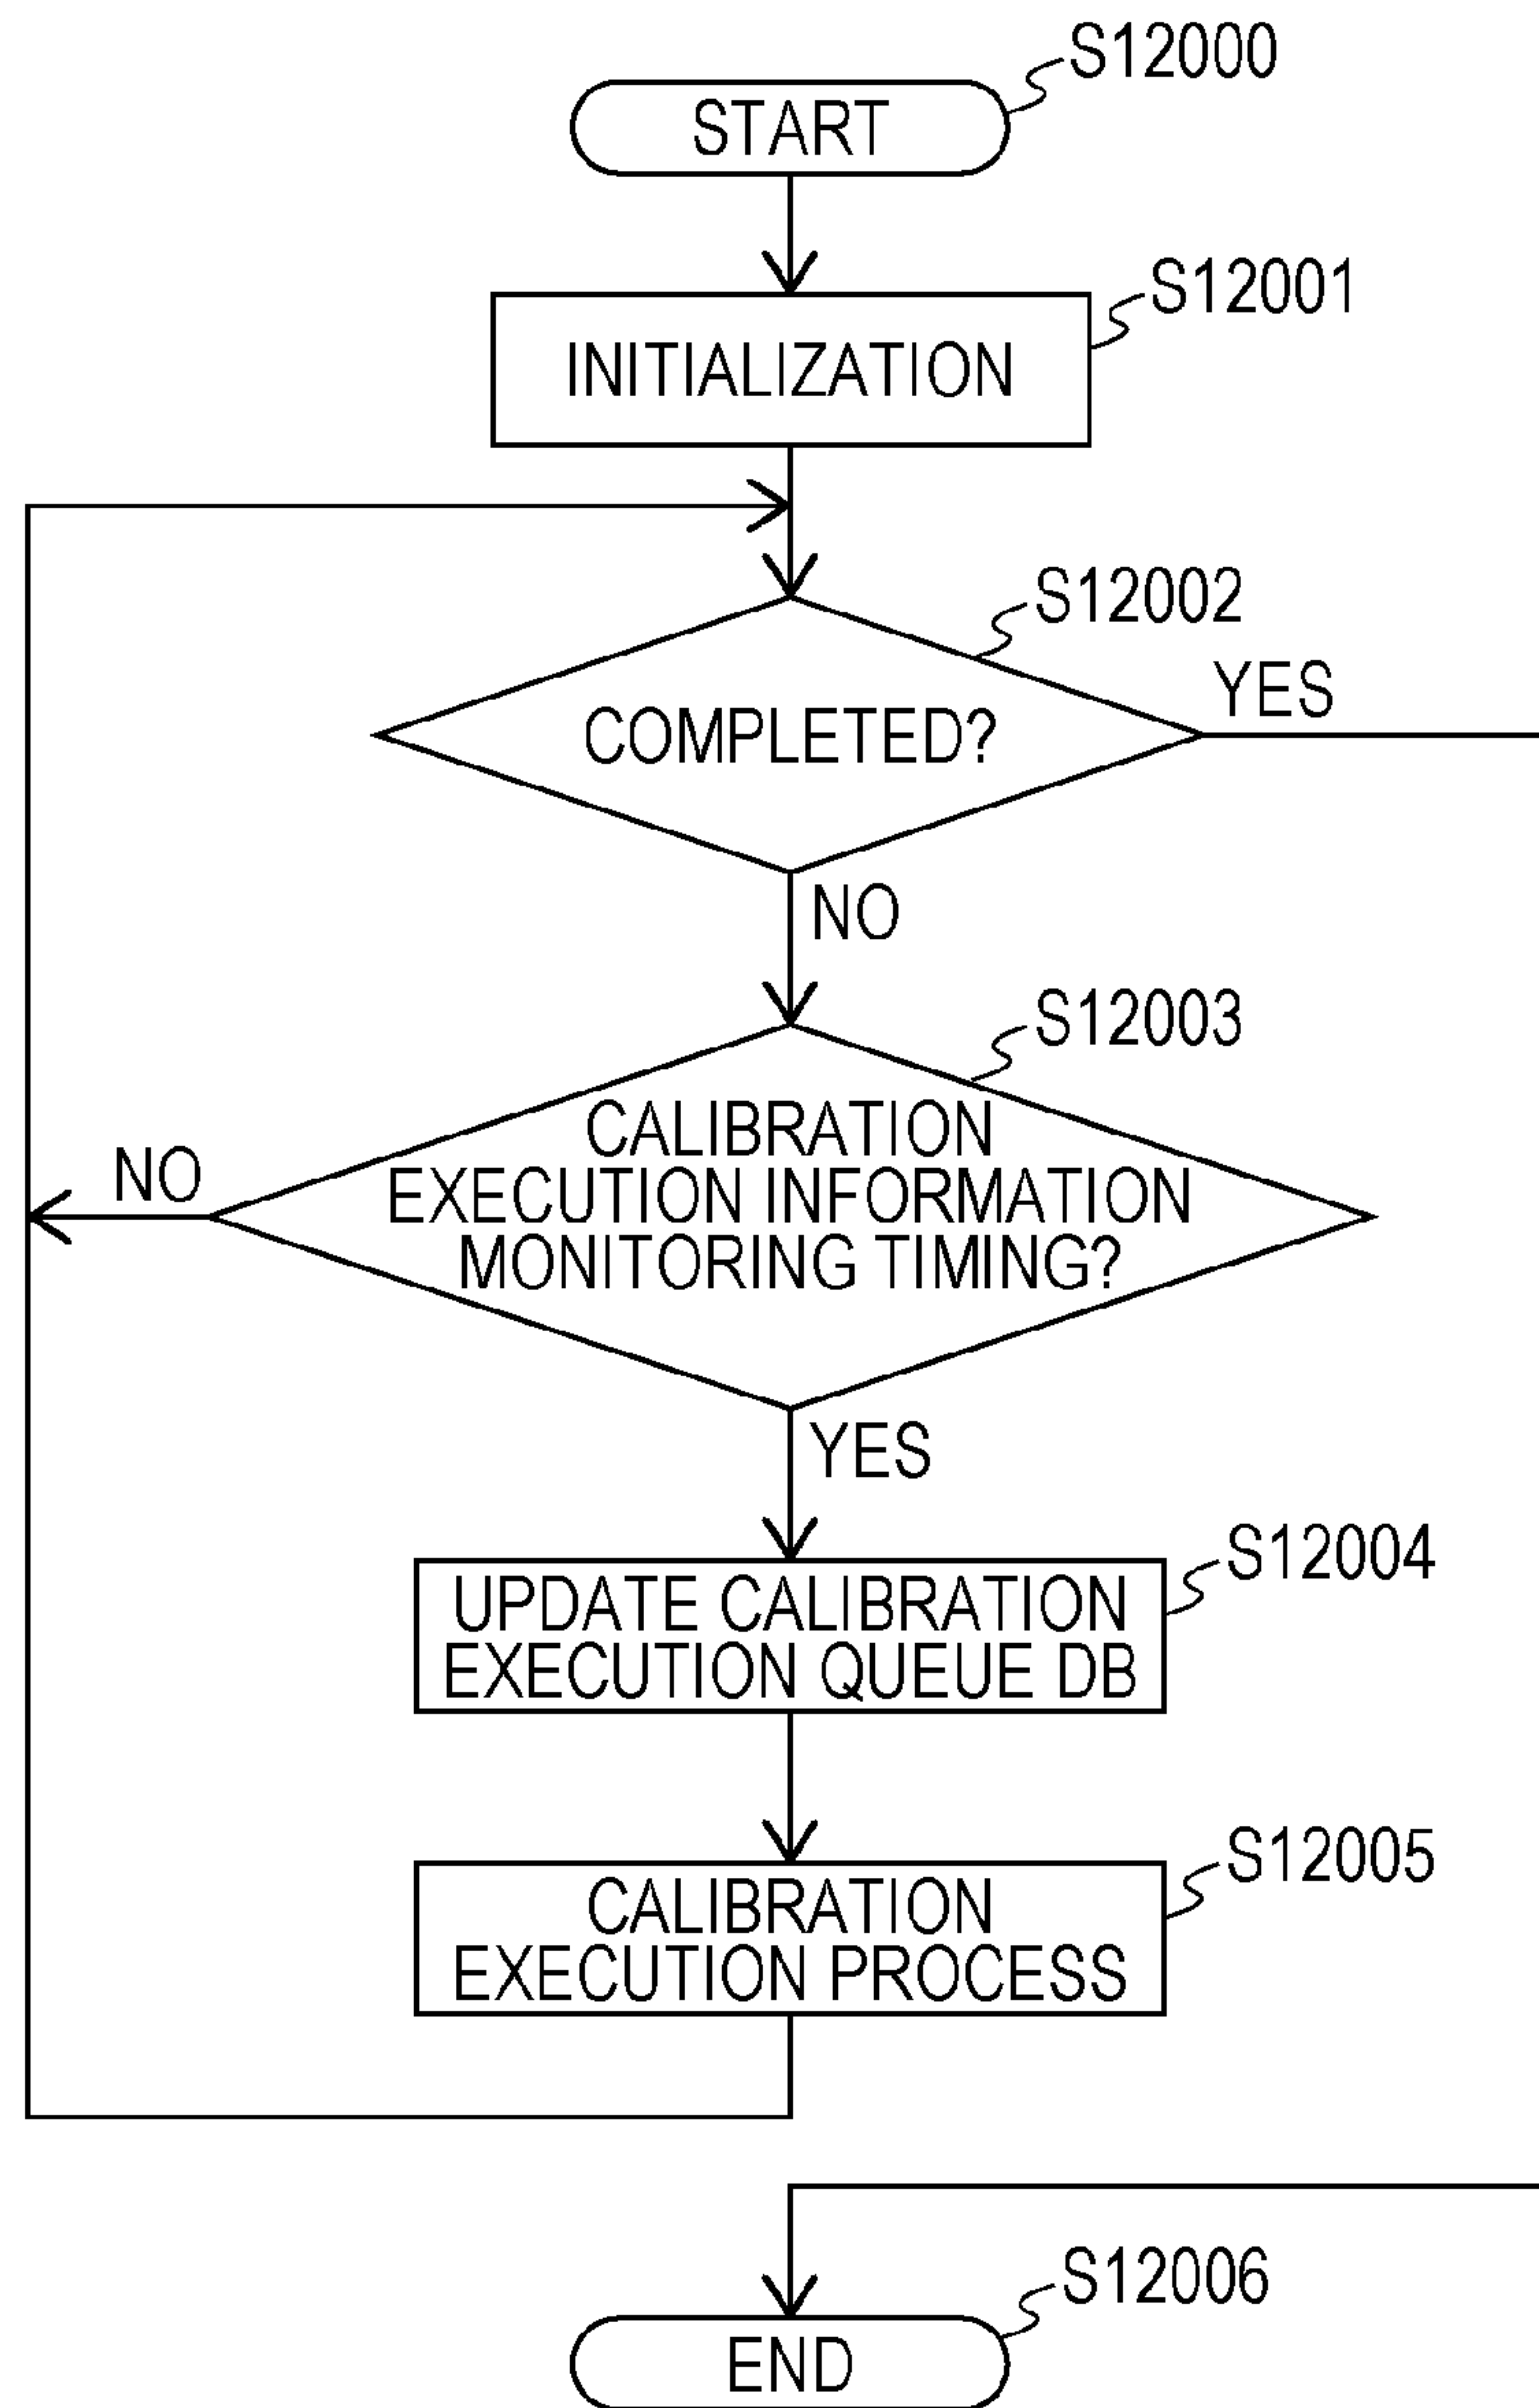 S12000
START
S12001
INITIALIZATION
S12002
YES
COMPLETED?
NO
S12003
CALIBRATION
EXECUTION INFORMATION
MONITORING TIMING?
NO
YES
S12004
UPDATE CALIBRATION
EXECUTION QUEUE DB
S12005
CALIBRATION
EXECUTION PROCESS
S12006
END